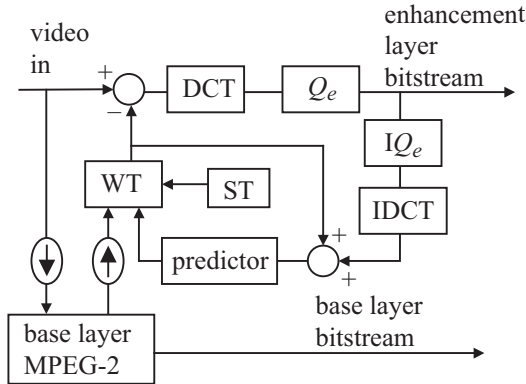 video
in
enhancement
layer
bitstream
+
−
DCT
Qe
IQe
WT
ST
IDCT
predictor
+
+
base layer
MPEG-2
base layer
bitstream